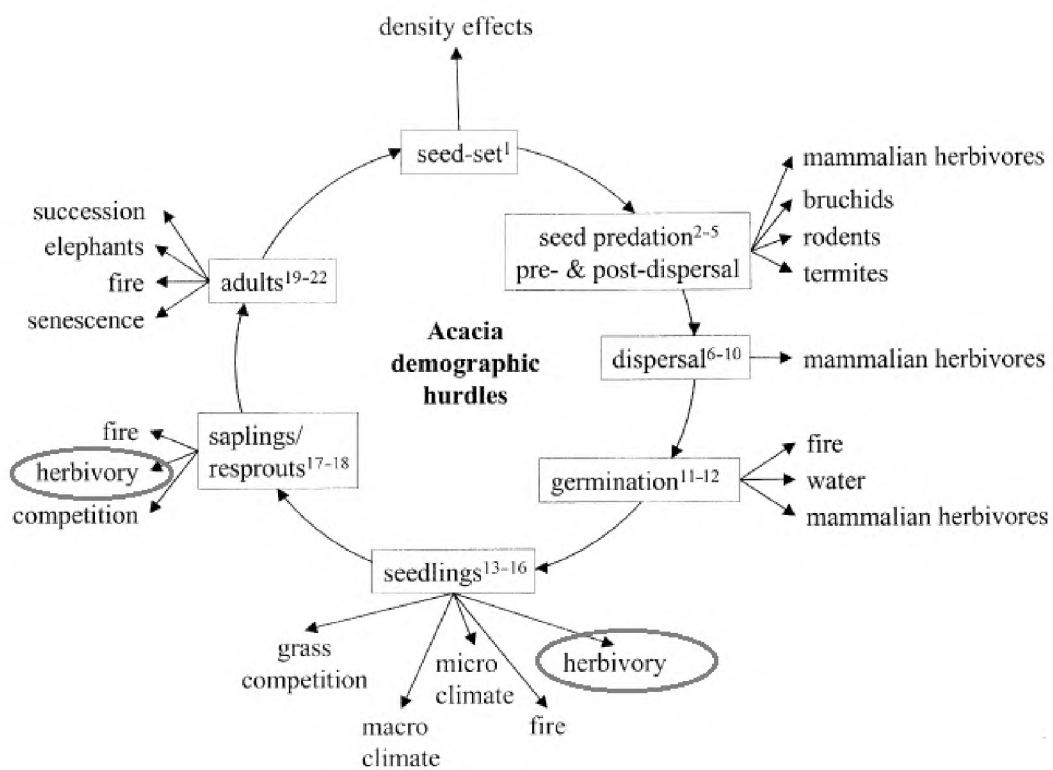 density effects
seed-set¹
mammalian herbivores
bruchids
rodents
termites
seed predation²⁻⁵
pre- & post-dispersal
dispersal⁶⁻¹⁰
mammalian herbivores
fire
water
mammalian herbivores
germination¹¹⁻¹²
seedlings¹³⁻¹⁶
grass
competition
macro
climate
micro
climate
fire
herbivory
saplings/
resprouts¹⁷⁻¹⁸
fire
herbivory
competition
adults¹⁹⁻²²
succession
elephants
fire
senescence
Acacia
demographic
hurdles